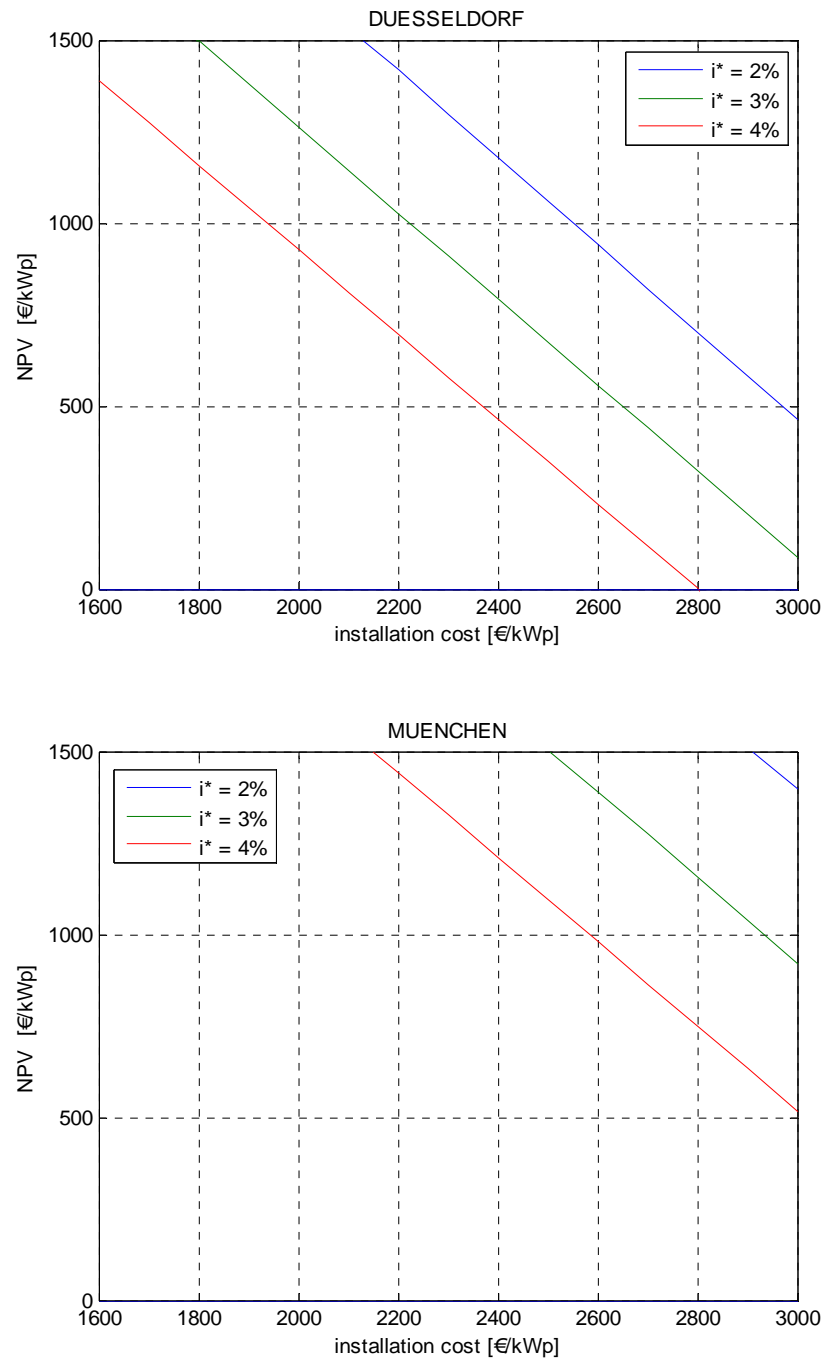 DUESSELDORF
1500
1000
500
0
NPV [€/kWp]
i* = 2%
i* = 3%
i* = 4%
1600 1800 2000 2200 2400 2600 2800 3000
installation cost [€/kWp]
MUENCHEN
1500
1000
500
0
NPV [€/kWp]
i* = 2%
i* = 3%
i* = 4%
1600 1800 2000 2200 2400 2600 2800 3000
installation cost [€/kWp]